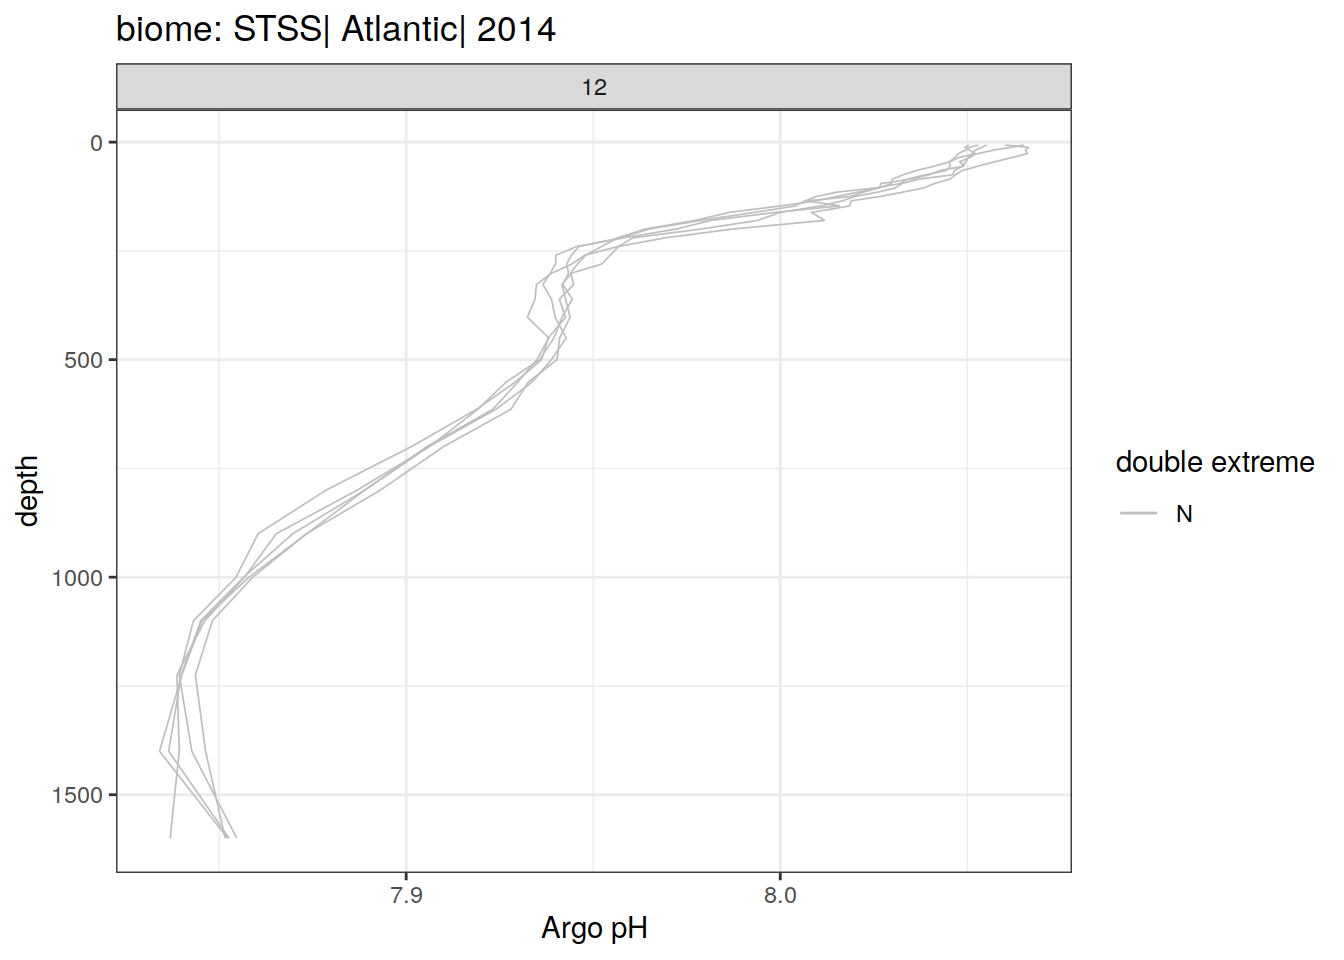 biome: STSS| Atlantic| 2014
12
0
500
1000
1500
depth
7.9
8.0
Argo pH
double extreme
N